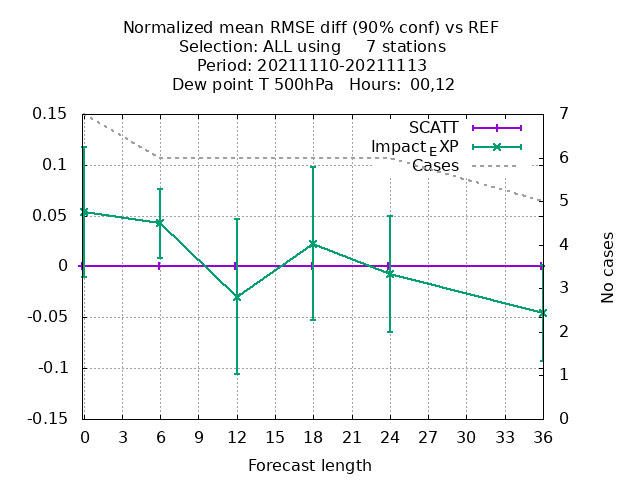 Normalized mean RMSE diff (90% conf) vs REF
Selection: ALL using     7 stations
Period: 20211110-20211113
Dew point T 500hPa   Hours: 00,12
SCATT
Impact_EXP
Cases
0.15
0.1
0.05
0
-0.05
-0.1
-0.15
7
6
5
4
3
2
1
0
No cases
0 3 6 9 12 15 18 21 24 27 30 33 36
Forecast length